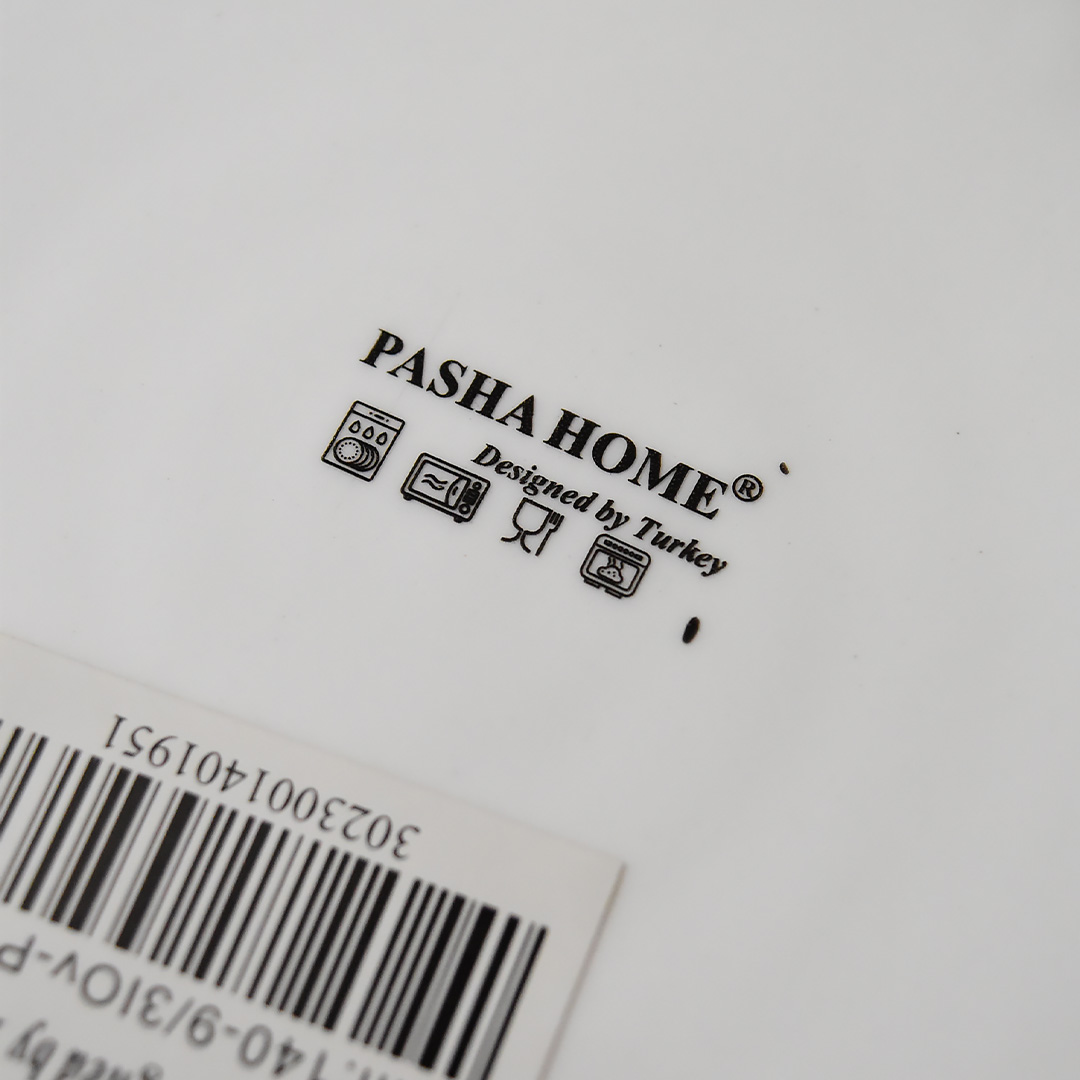 PASHA HOME®
Designed by Turkey
3023001401951